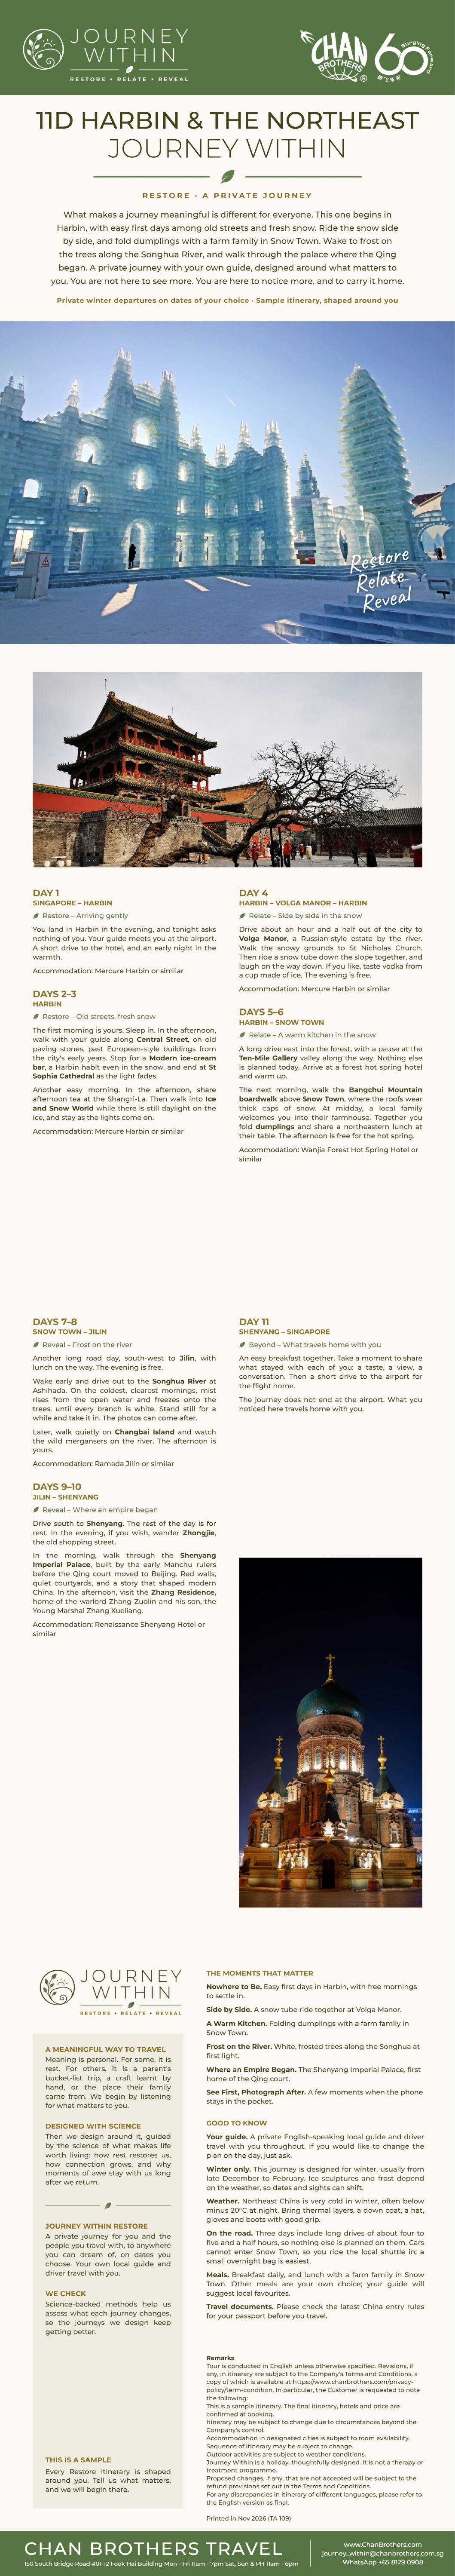 JOURNEY
WITHIN
RESTORE • RELATE • REVEAL
CHAN
BROTHERS
60
Surging Forward
JOURNEY WITHIN
11D HARBIN & THE NORTHEAST
JOURNEY WITHIN
RESTORE · A PRIVATE JOURNEY
What makes a journey meaningful is different for everyone. This one begins in
Harbin, with easy first days among old streets and fresh snow. Ride the snow side
by side, and fold dumplings with a farm family in Snow Town. Wake to frost on
the trees along the Songhua River, and walk through the palace where the Qing
began. A private journey with your own guide, designed around what matters to
you. You are not here to see more. You are here to notice more, and to carry it home.
Private winter departures on dates of your choice · Sample itinerary, shaped around you
Restore
Relate
Reveal
DAY 1
SINGAPORE – HARBIN
Restore – Arriving gently
You land in Harbin in the evening, and tonight asks
nothing of you. Your guide meets you at the airport.
A short drive to the hotel, and an early night in the
warmth.
Accommodation: Mercure Harbin or similar
DAYS 2–3
HARBIN
Restore – Old streets, fresh snow
The first morning is yours. Sleep in. In the afternoon,
walk with your guide along Central Street, on old
paving stones, past European-style buildings from
the city's early years. Stop for a Modern ice-cream
bar, a Harbin habit even in the snow, and end at St
Sophia Cathedral as the light fades.
Another easy morning. In the afternoon, share
afternoon tea at the Shangri-La. Then walk into Ice
and Snow World while there is still daylight on the
ice, and stay as the lights come on.
Accommodation: Mercure Harbin or similar
DAY 4
HARBIN – VOLGA MANOR – HARBIN
Relate – Side by side in the snow
Drive about an hour and a half out of the city to
Volga Manor, a Russian-style estate by the river.
Walk the snowy grounds to St Nicholas Church.
Then ride a snow tube down the slope together, and
laugh on the way down. If you like, taste vodka from
a cup made of ice. The evening is free.
Accommodation: Mercure Harbin or similar
DAYS 5–6
HARBIN – SNOW TOWN
Relate – A warm kitchen in the snow
A long drive east into the forest, with a pause at the
Ten-Mile Gallery valley along the way. Nothing else
is planned today. Arrive at a forest hot spring hotel
and warm up.
The next morning, walk the Bangchui Mountain
boardwalk above Snow Town, where the roofs wear
thick caps of snow. At midday, a local family
welcomes you into their farmhouse. Together you
fold dumplings and share a northeastern lunch at
their table. The afternoon is free for the hot spring.
Accommodation: Wanjia Forest Hot Spring Hotel or
similar
DAYS 7–8
SNOW TOWN – JILIN
Reveal – Frost on the river
Another long road day, south-west to Jilin, with
lunch on the way. The evening is free.
Wake early and drive out to the Songhua River at
Ashihada. On the coldest, clearest mornings, mist
rises from the open water and freezes onto the
trees, until every branch is white. Stand still for a
while and take it in. The photos can come after.
Later, walk quietly on Changbai Island and watch
the wild mergansers on the river. The afternoon is
yours.
Accommodation: Ramada Jilin or similar
DAYS 9–10
JILIN – SHENYANG
Reveal – Where an empire began
Drive south to Shenyang. The rest of the day is for
rest. In the evening, if you wish, wander Zhongjie,
the old shopping street.
In the morning, walk through the Shenyang
Imperial Palace, built by the early Manchu rulers
before the Qing court moved to Beijing. Red walls,
quiet courtyards, and a story that shaped modern
China. In the afternoon, visit the Zhang Residence,
home of the warlord Zhang Zuolin and his son, the
Young Marshal Zhang Xueliang.
Accommodation: Renaissance Shenyang Hotel or
similar
DAY 11
SHENYANG – SINGAPORE
Beyond – What travels home with you
An easy breakfast together. Take a moment to share
what stayed with each of you: a taste, a view, a
conversation. Then a short drive to the airport for
the flight home.
The journey does not end at the airport. What you
noticed here travels home with you.
JOURNEY
WITHIN
RESTORE • RELATE • REVEAL
A MEANINGFUL WAY TO TRAVEL
Meaning is personal. For some, it is
rest. For others, it is a parent's
bucket-list trip, a craft learnt by
hand, or the place their family
came from. We begin by listening
for what matters to you.
DESIGNED WITH SCIENCE
Then we design around it, guided
by the science of what makes life
worth living: how rest restores us,
how connection grows, and why
moments of awe stay with us long
after we return.
JOURNEY WITHIN RESTORE
A private journey for you and the
people you travel with, to anywhere
you can dream of, on dates you
choose. Your own local guide and
driver travel with you.
WE CHECK
Science-backed methods help us
assess what each journey changes,
so the journeys we design keep
getting better.
THIS IS A SAMPLE
Every Restore itinerary is shaped
around you. Tell us what matters,
and we will begin there.
THE MOMENTS THAT MATTER
Nowhere to Be. Easy first days in Harbin, with free mornings
to settle in.
Side by Side. A snow tube ride together at Volga Manor.
A Warm Kitchen. Folding dumplings with a farm family in
Snow Town.
Frost on the River. White, frosted trees along the Songhua at
first light.
Where an Empire Began. The Shenyang Imperial Palace, first
home of the Qing court.
See First, Photograph After. A few moments when the phone
stays in the pocket.
GOOD TO KNOW
Your guide. A private English-speaking local guide and driver
travel with you throughout. If you would like to change the
plan on the day, just ask.
Winter only. This journey is designed for winter, usually from
late December to February. Ice sculptures and frost depend
on the weather, so dates and sights can shift.
Weather. Northeast China is very cold in winter, often below
minus 20°C at night. Bring thermal layers, a down coat, a hat,
gloves and boots with good grip.
On the road. Three days include long drives of about four to
five and a half hours, so nothing else is planned on them. Cars
cannot enter Snow Town, so you ride the local shuttle in; a
small overnight bag is easiest.
Meals. Breakfast daily, and lunch with a farm family in Snow
Town. Other meals are your own choice; your guide will
suggest local favourites.
Travel documents. Please check the latest China entry rules
for your passport before you travel.
Remarks
Tour is conducted in English unless otherwise specified. Revisions, if
any, in itinerary are subject to the Company's Terms and Conditions, a
copy of which is available at https://www.chanbrothers.com/privacy-
policy/term-condition. In particular, the Customer is requested to note
the following:
This is a sample itinerary. The final itinerary, hotels and price are
confirmed at booking.
Itinerary may be subject to change due to circumstances beyond the
Company's control.
Accommodation in designated cities is subject to room availability.
Sequence of itinerary may be subject to change.
Outdoor activities are subject to weather conditions.
Journey Within is a holiday, thoughtfully designed. It is not a therapy or
treatment programme.
Proposed changes, if any, that are not accepted will be subject to the
refund provisions set out in the Terms and Conditions.
For any discrepancies in itinerary of different languages, please refer to
the English version as final.
Printed in Nov 2026 (TA 109)
CHAN BROTHERS TRAVEL
150 South Bridge Road #01-12 Fook Hai Building Mon - Fri 11am - 7pm Sat, Sun & PH 11am - 6pm
www.ChanBrothers.com
journey_within@chanbrothers.com.sg
WhatsApp +65 8129 0908